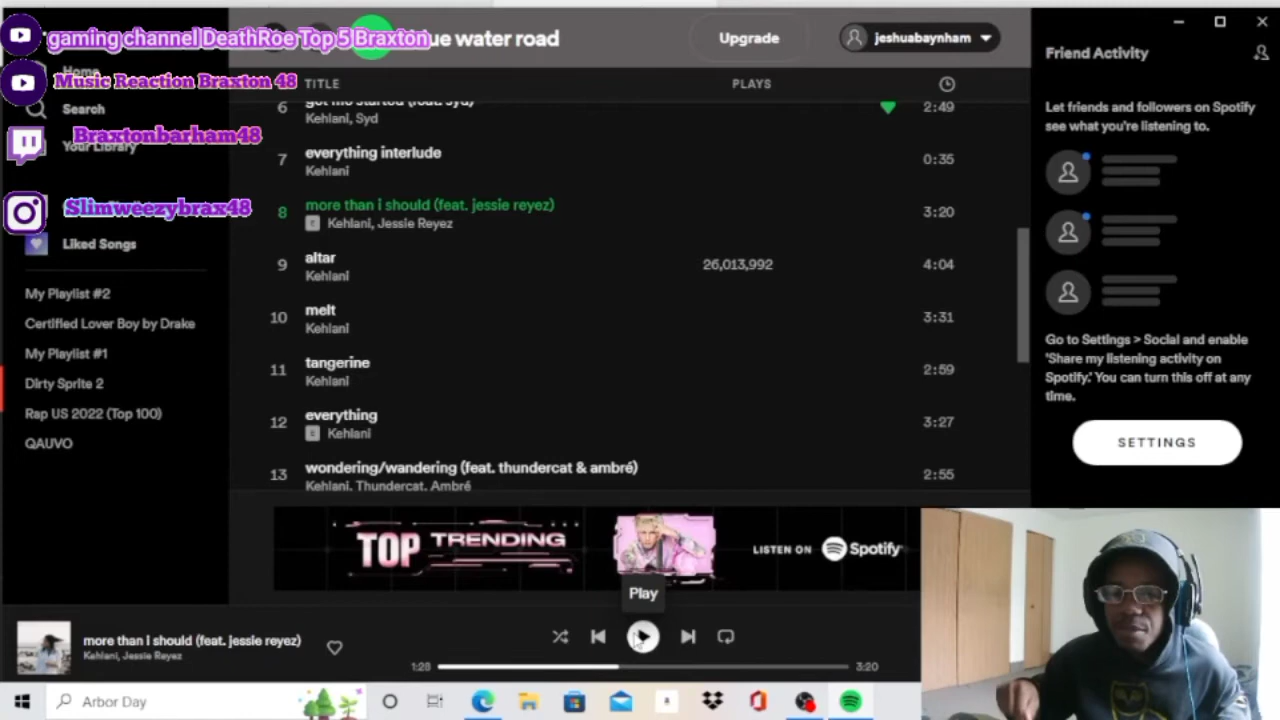 gaming channel DeathRoe Top 5 Braxton
ue water road
Upgrade
jeshuabaynham
Friend Activity
Home
Music Reaction Braxton 48
TITLE
PLAYS
Search
6
got me started (feat. syd)
2:49
Kehlani, Syd
Let friends and followers on Spotify
see what you're listening to.
Braxtonbarham48
Your Library
7
everything interlude
0:35
Kehlani
Slimweezybrax48
8
more than i should (feat. jessie reyez)
3:20
E Kehlani, Jessie Reyez
Liked Songs
9
altar
26,013,992
4:04
Kehlani
My Playlist #2
10
melt
3:31
Kehlani
Certified Lover Boy by Drake
My Playlist #1
11
tangerine
2:59
Kehlani
Dirty Sprite 2
Go to Settings > Social and enable
'Share my listening activity on
Spotify.' You can turn this off at any
time.
Rap US 2022 (Top 100)
12
everything
3:27
E Kehlani
QAUVO
SETTINGS
13
wondering/wandering (feat. thundercat & ambré)
2:55
Kehlani, Thundercat, Ambré
TOP TRENDING
LISTEN ON Spotify
Play
more than i should (feat. jessie reyez)
Kehlani, Jessie Reyez
1:28
3:20
Arbor Day